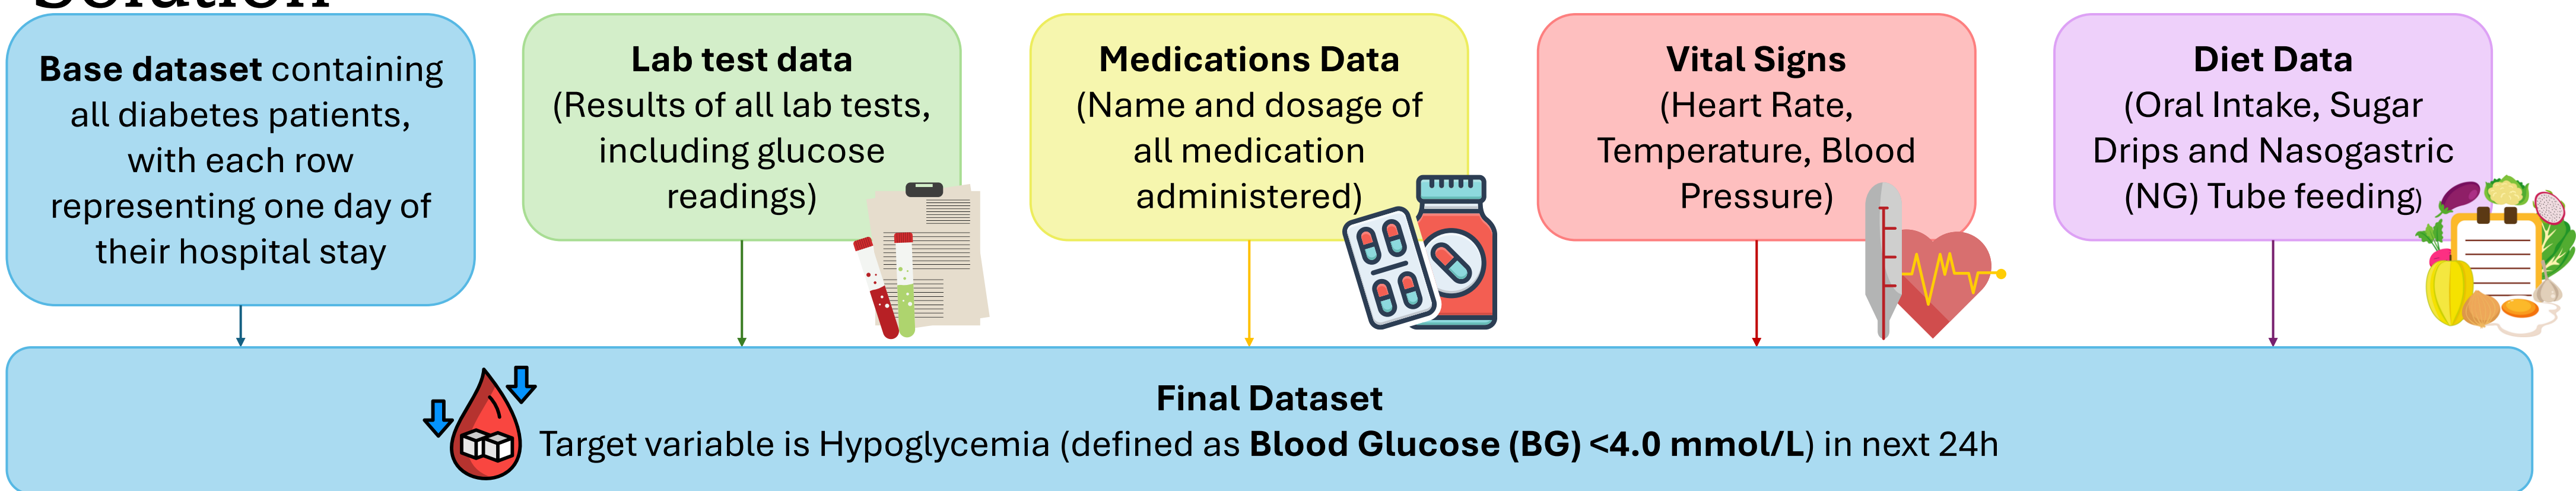 Solution
Base dataset containing
all diabetes patients,
with each row
representing one day of
their hospital stay
Lab test data
(Results of all lab tests,
including glucose
readings)
Medications Data
(Name and dosage of
all medication
administered)
Vital Signs
(Heart Rate,
Temperature, Blood
Pressure)
Diet Data
(Oral Intake, Sugar
Drips and Nasogastric
(NG) Tube feeding)
Final Dataset
Target variable is Hypoglycemia (defined as Blood Glucose (BG) <4.0 mmol/L) in next 24h